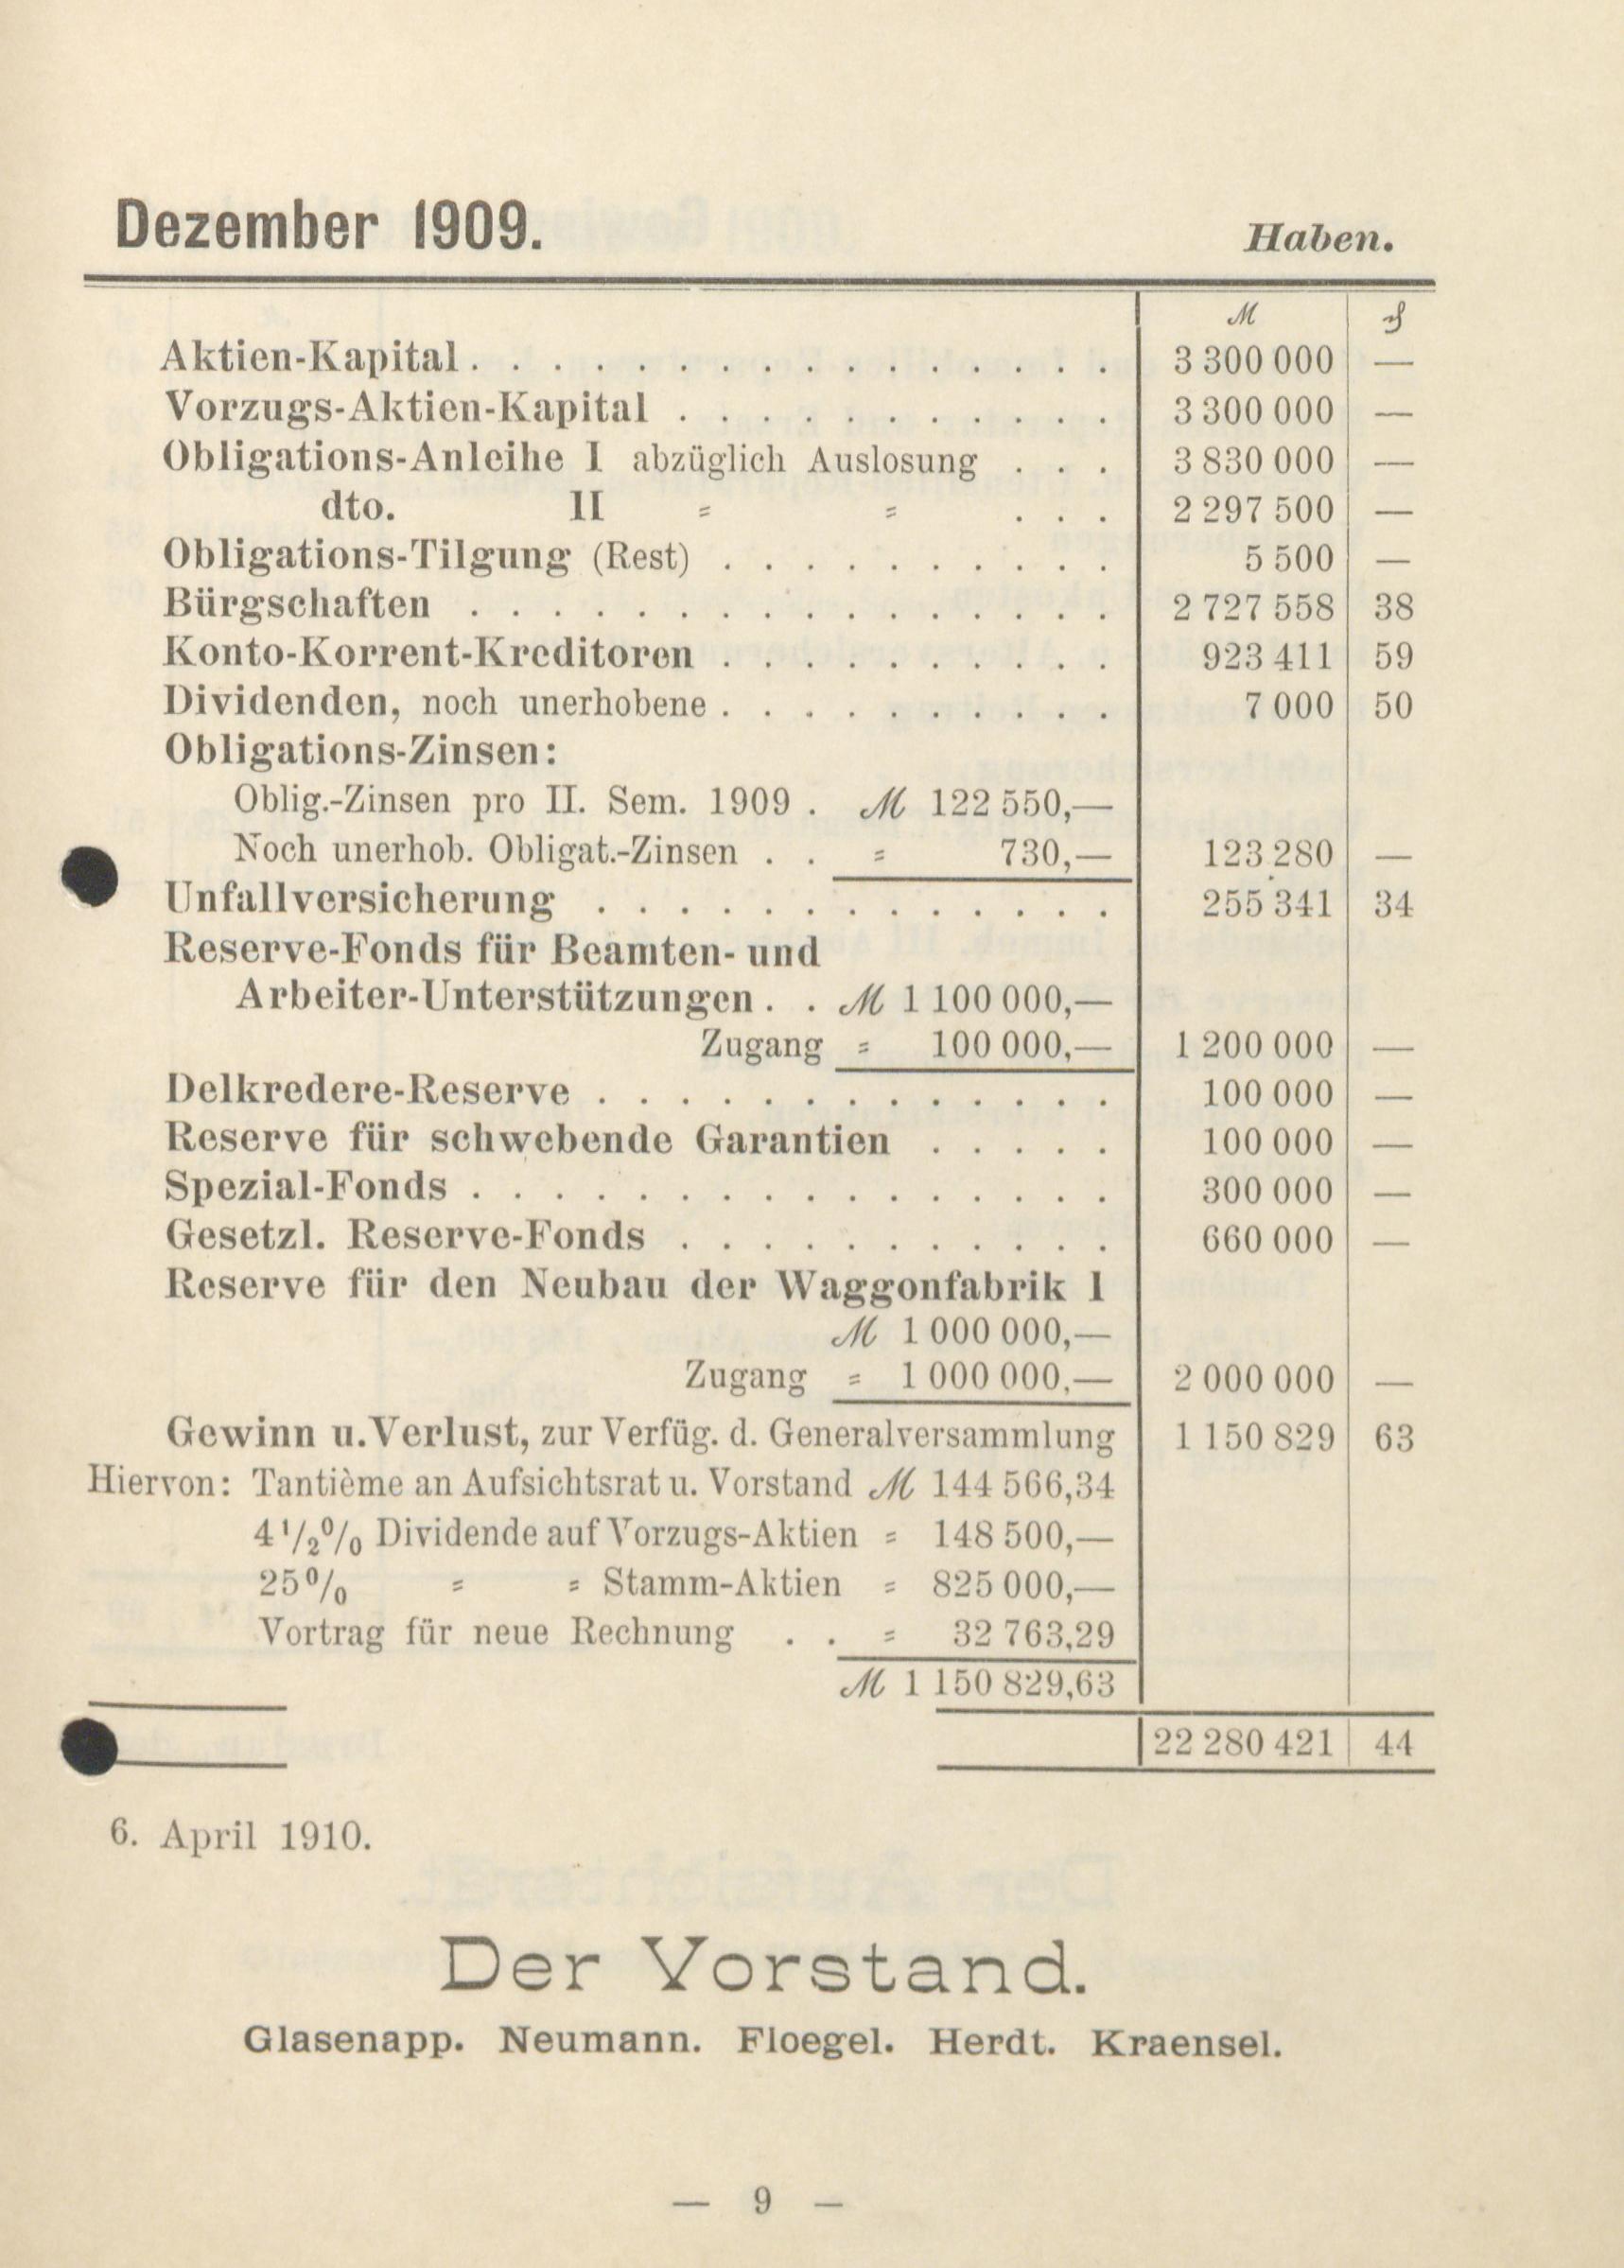 Dezember 1909. Haben.
ℳ ₰
Aktien-Kapital . . . . . . . . . . . . . . . . 3 300 000 —
Vorzugs-Aktien-Kapital . . . . . . . . . . . 3 300 000 —
Obligations-Anleihe I abzüglich Auslosung . . . 3 830 000 —
dto. II = = . . . 2 297 500 —
Obligations-Tilgung (Rest) . . . . . . . . . . 5 500 —
Bürgschaften . . . . . . . . . . . . . . . . 2 727 558 38
Konto-Korrent-Kreditoren . . . . . . . . . . 923 411 59
Dividenden, noch unerhobene . . . . . . . . . . 7 000 50
Obligations-Zinsen:
Oblig.-Zinsen pro II. Sem. 1909 . ℳ 122 550,—
Noch unerhob. Obligat.-Zinsen . . = 730,— 123 280 —
Unfallversicherung . . . . . . . . . . . . . 255 341 34
Reserve-Fonds für Beamten- und
Arbeiter-Unterstützungen . . ℳ 1 100 000,—
Zugang = 100 000,— 1 200 000 —
Delkredere-Reserve . . . . . . . . . . . . . 100 000 —
Reserve für schwebende Garantien . . . . . 100 000 —
Spezial-Fonds . . . . . . . . . . . . . . . . 300 000 —
Gesetzl. Reserve-Fonds . . . . . . . . . . . 660 000 —
Reserve für den Neubau der Waggonfabrik I
ℳ 1 000 000,—
Zugang = 1 000 000,— 2 000 000 —
Gewinn u. Verlust, zur Verfüg. d. Generalversammlung 1 150 829 63
Hiervon: Tantième an Aufsichtsrat u. Vorstand ℳ 144 566,34
4 1/2 % Dividende auf Vorzugs-Aktien = 148 500,—
25 % = = Stamm-Aktien = 825 000,—
Vortrag für neue Rechnung . . = 32 763,29
ℳ 1 150 829,63
22 280 421 44
6. April 1910.
Der Vorstand.
Glasenapp. Neumann. Floegel. Herdt. Kraensel.
— 9 —